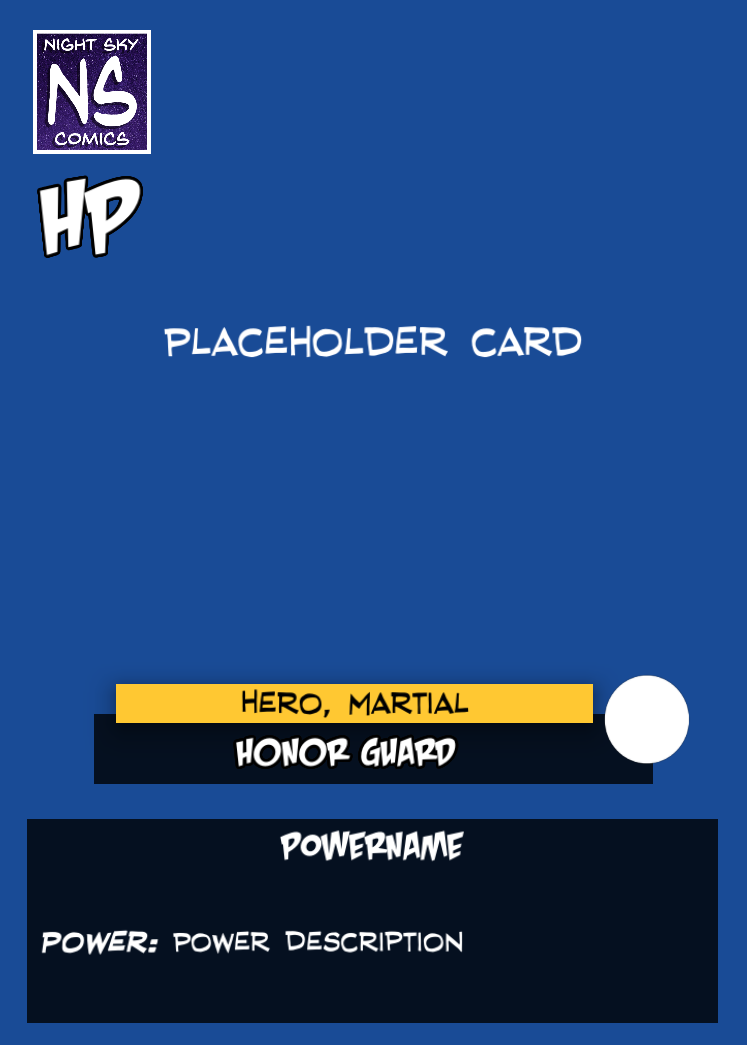 NIGHT SKY
NS
COMICS
HP
PLACEHOLDER CARD
HERO, MARTIAL
HONOR GUARD
POWERNAME
POWER: POWER DESCRIPTION